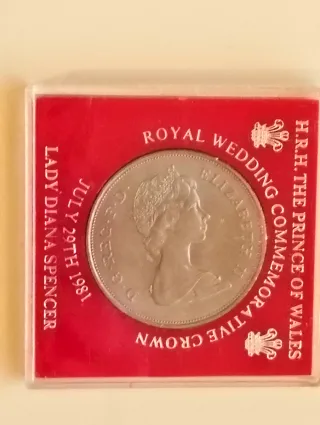 H.R.H. THE PRINCE OF WALES
ROYAL WEDDING COMMEMORATIVE CROWN
ELIZABETH II
D·G·REG·F·D·
JULY 29TH 1981
LADY DIANA SPENCER